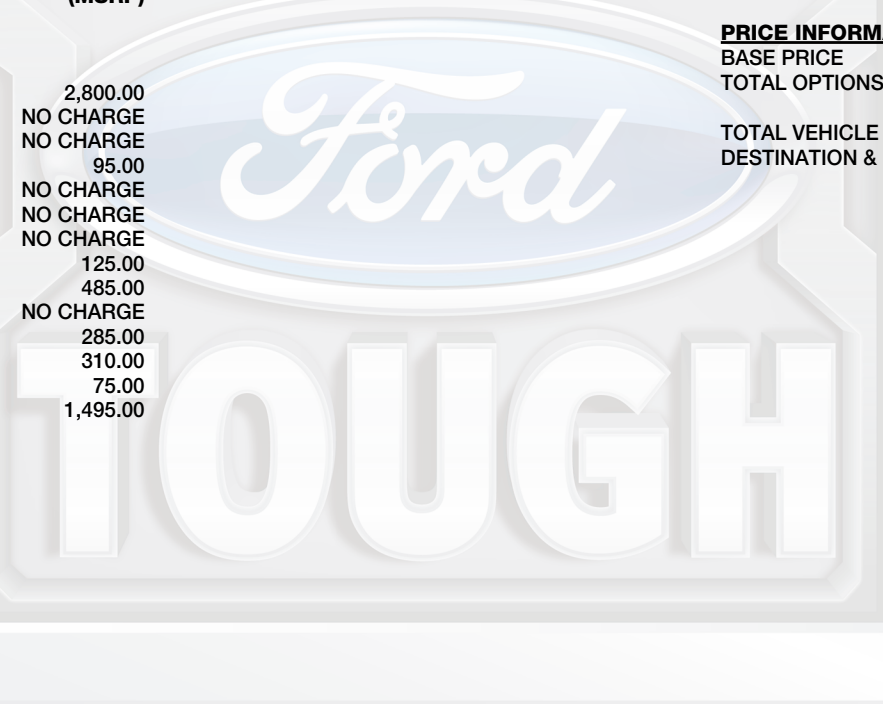 (MSRP)
2,800.00
NO CHARGE
NO CHARGE
95.00
NO CHARGE
NO CHARGE
NO CHARGE
125.00
485.00
NO CHARGE
285.00
310.00
75.00
1,495.00
PRICE INFORMA
BASE PRICE
TOTAL OPTIONS
TOTAL VEHICLE
DESTINATION &
Ford
TOUGH